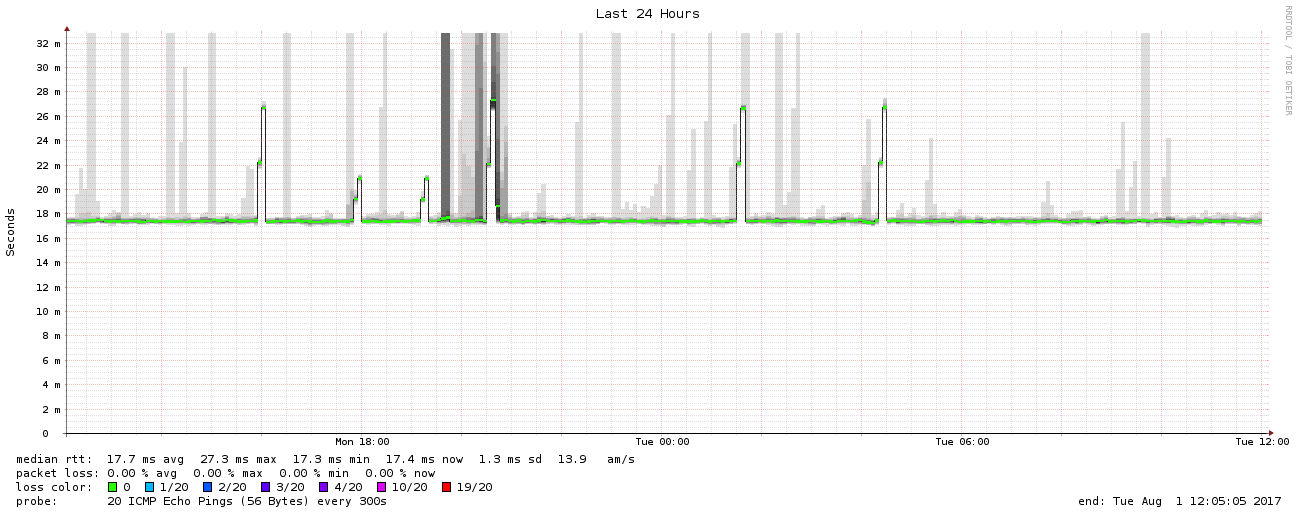 Last 24 Hours
RRDTOOL / TOBI OETIKER
Seconds
32 m
30 m
28 m
26 m
24 m
22 m
20 m
18 m
16 m
14 m
12 m
10 m
8 m
6 m
4 m
2 m
0
Mon 18:00 Tue 00:00 Tue 06:00 Tue 12:00
median rtt: 17.7 ms avg 27.3 ms max 17.3 ms min 17.4 ms now 1.3 ms sd 13.9 am/s
packet loss: 0.00 % avg 0.00 % max 0.00 % min 0.00 % now
loss color: 0 1/20 2/20 3/20 4/20 10/20 19/20
probe: 20 ICMP Echo Pings (56 Bytes) every 300s end: Tue Aug 1 12:05:05 2017